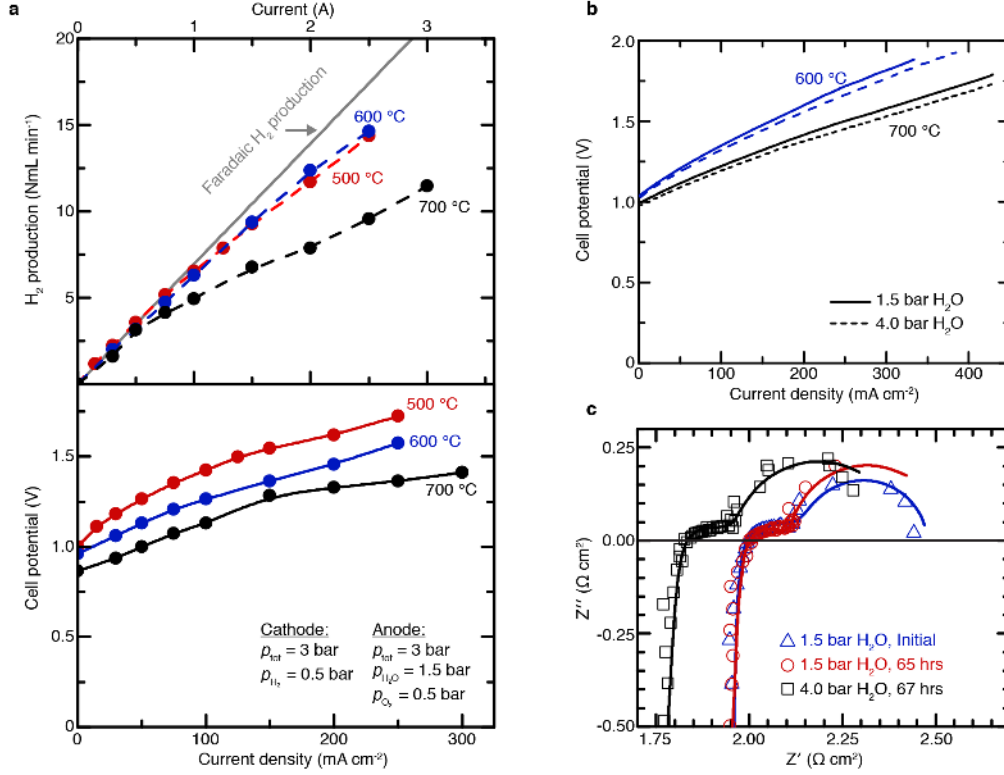 a
Current (A)
0 1 2 3
20
15
10
5
H₂ production (NmL min⁻¹)
Faradaic H₂ production
600 °C
500 °C
700 °C
500 °C
600 °C
700 °C
1.5
1.0
0.5
0
Cell potential (V)
Cathode:
p_tot = 3 bar
p_H₂ = 0.5 bar
Anode:
p_tot = 3 bar
p_H₂O = 1.5 bar
p_O₂ = 0.5 bar
0 100 200 300
Current density (mA cm⁻²)
b
2.0
1.5
1.0
0.5
0
Cell potential (V)
600 °C
700 °C
1.5 bar H₂O
4.0 bar H₂O
0 100 200 300 400
Current density (mA cm⁻²)
c
0.25
0.00
-0.25
-0.50
Z′′ (Ω cm²)
1.5 bar H₂O, Initial
1.5 bar H₂O, 65 hrs
4.0 bar H₂O, 67 hrs
1.75 2.00 2.25 2.50
Z′ (Ω cm²)